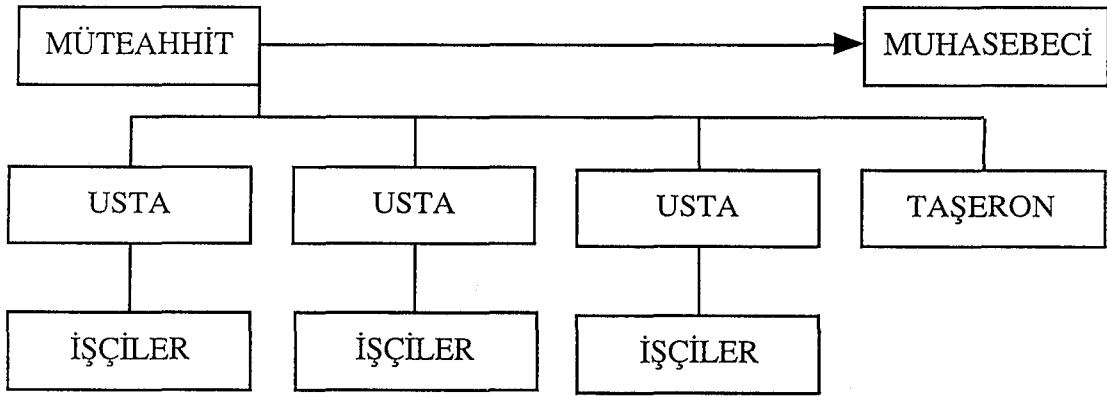 MÜTEAHHİT
MUHASEBECİ
USTA
USTA
USTA
TAŞERON
İŞÇİLER
İŞÇİLER
İŞÇİLER